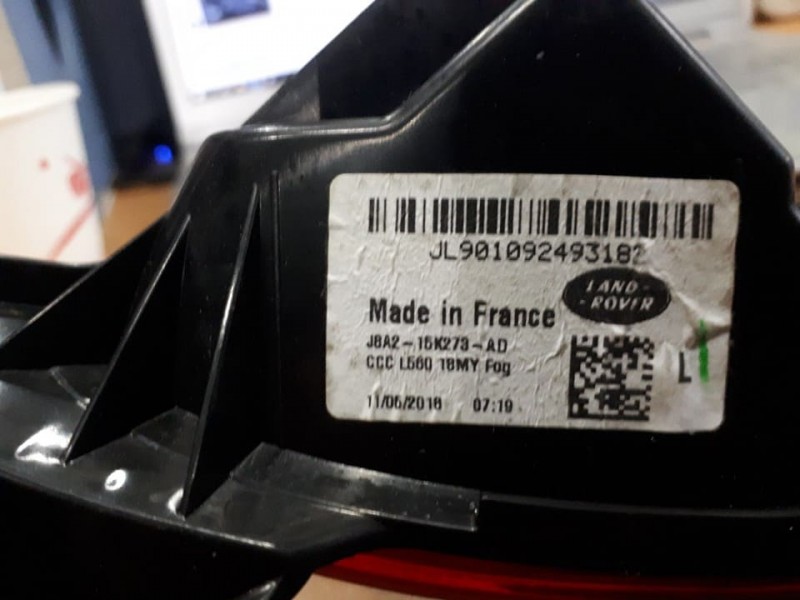 JL901092493182
LAND-
-ROVER
Made in France
J8A2-15K273-AD
CCC L560 18MY Fog
L
11/06/2018 07:19